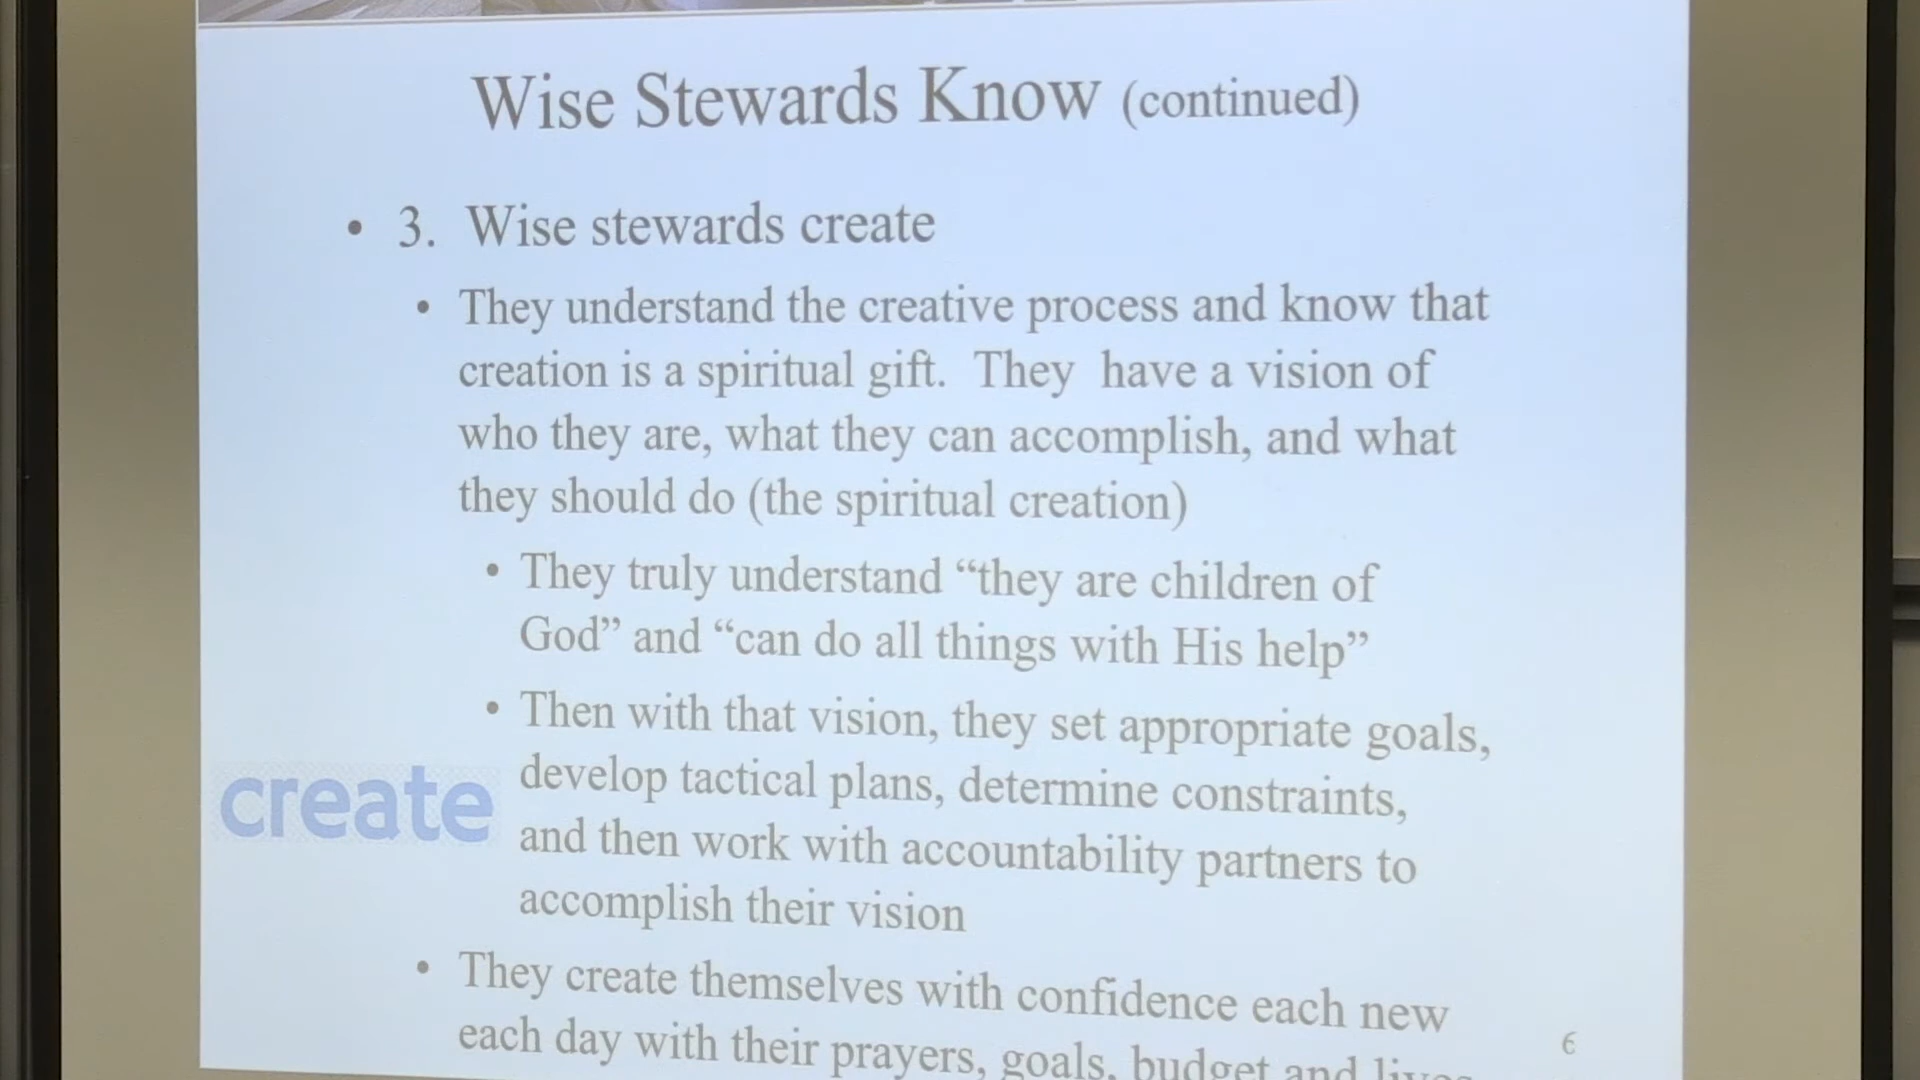 Wise Stewards Know (continued)
• 3. Wise stewards create
• They understand the creative process and know that
creation is a spiritual gift. They have a vision of
who they are, what they can accomplish, and what
they should do (the spiritual creation)
• They truly understand “they are children of
God” and “can do all things with His help”
• Then with that vision, they set appropriate goals,
develop tactical plans, determine constraints,
and then work with accountability partners to
accomplish their vision
create
• They create themselves with confidence each new
each day with their prayers, goals, budget and lives
6